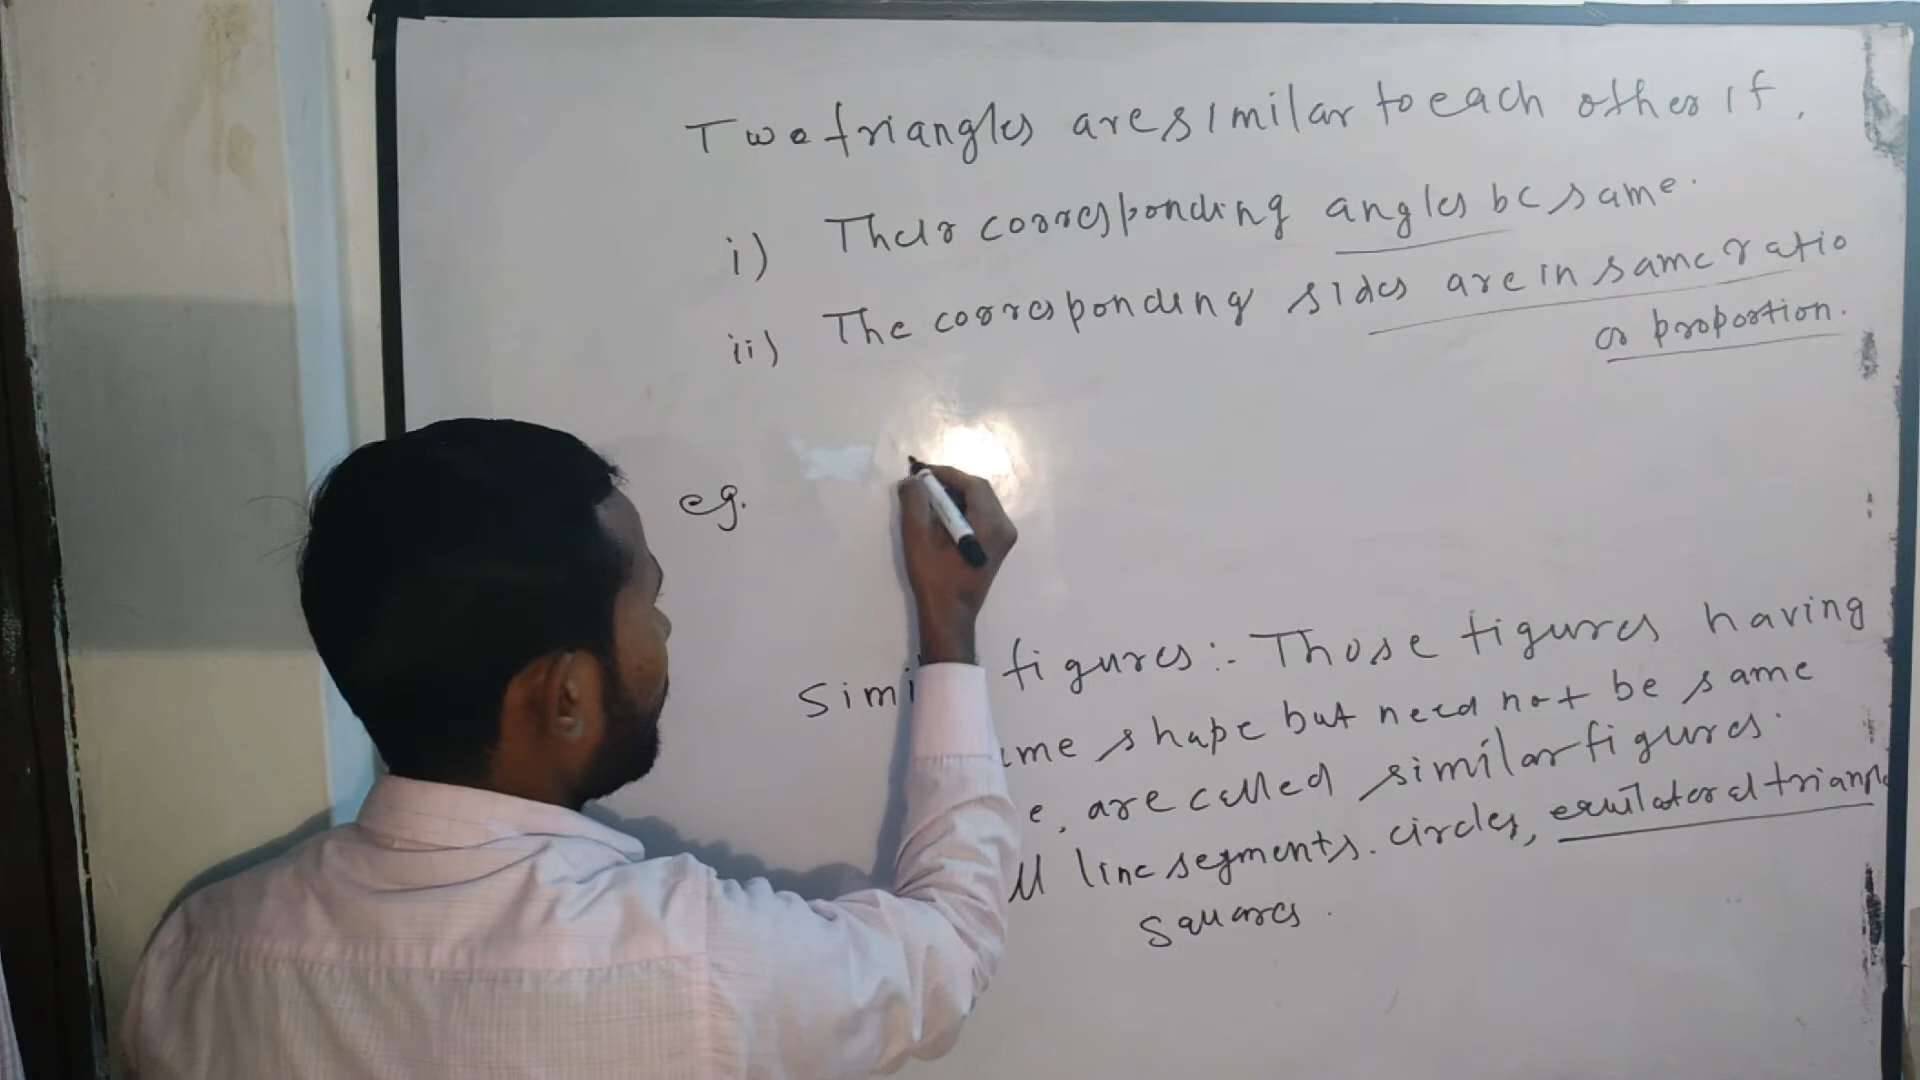 Two triangles are similar to each other if,
i) Their corresponding angles be same.
ii) The corresponding sides are in same ratio
or proportion.
eg.
figures:- Those figures having
shape but need not be same
are called similar figures.
line segments. circles, equilateral triangle
squares.